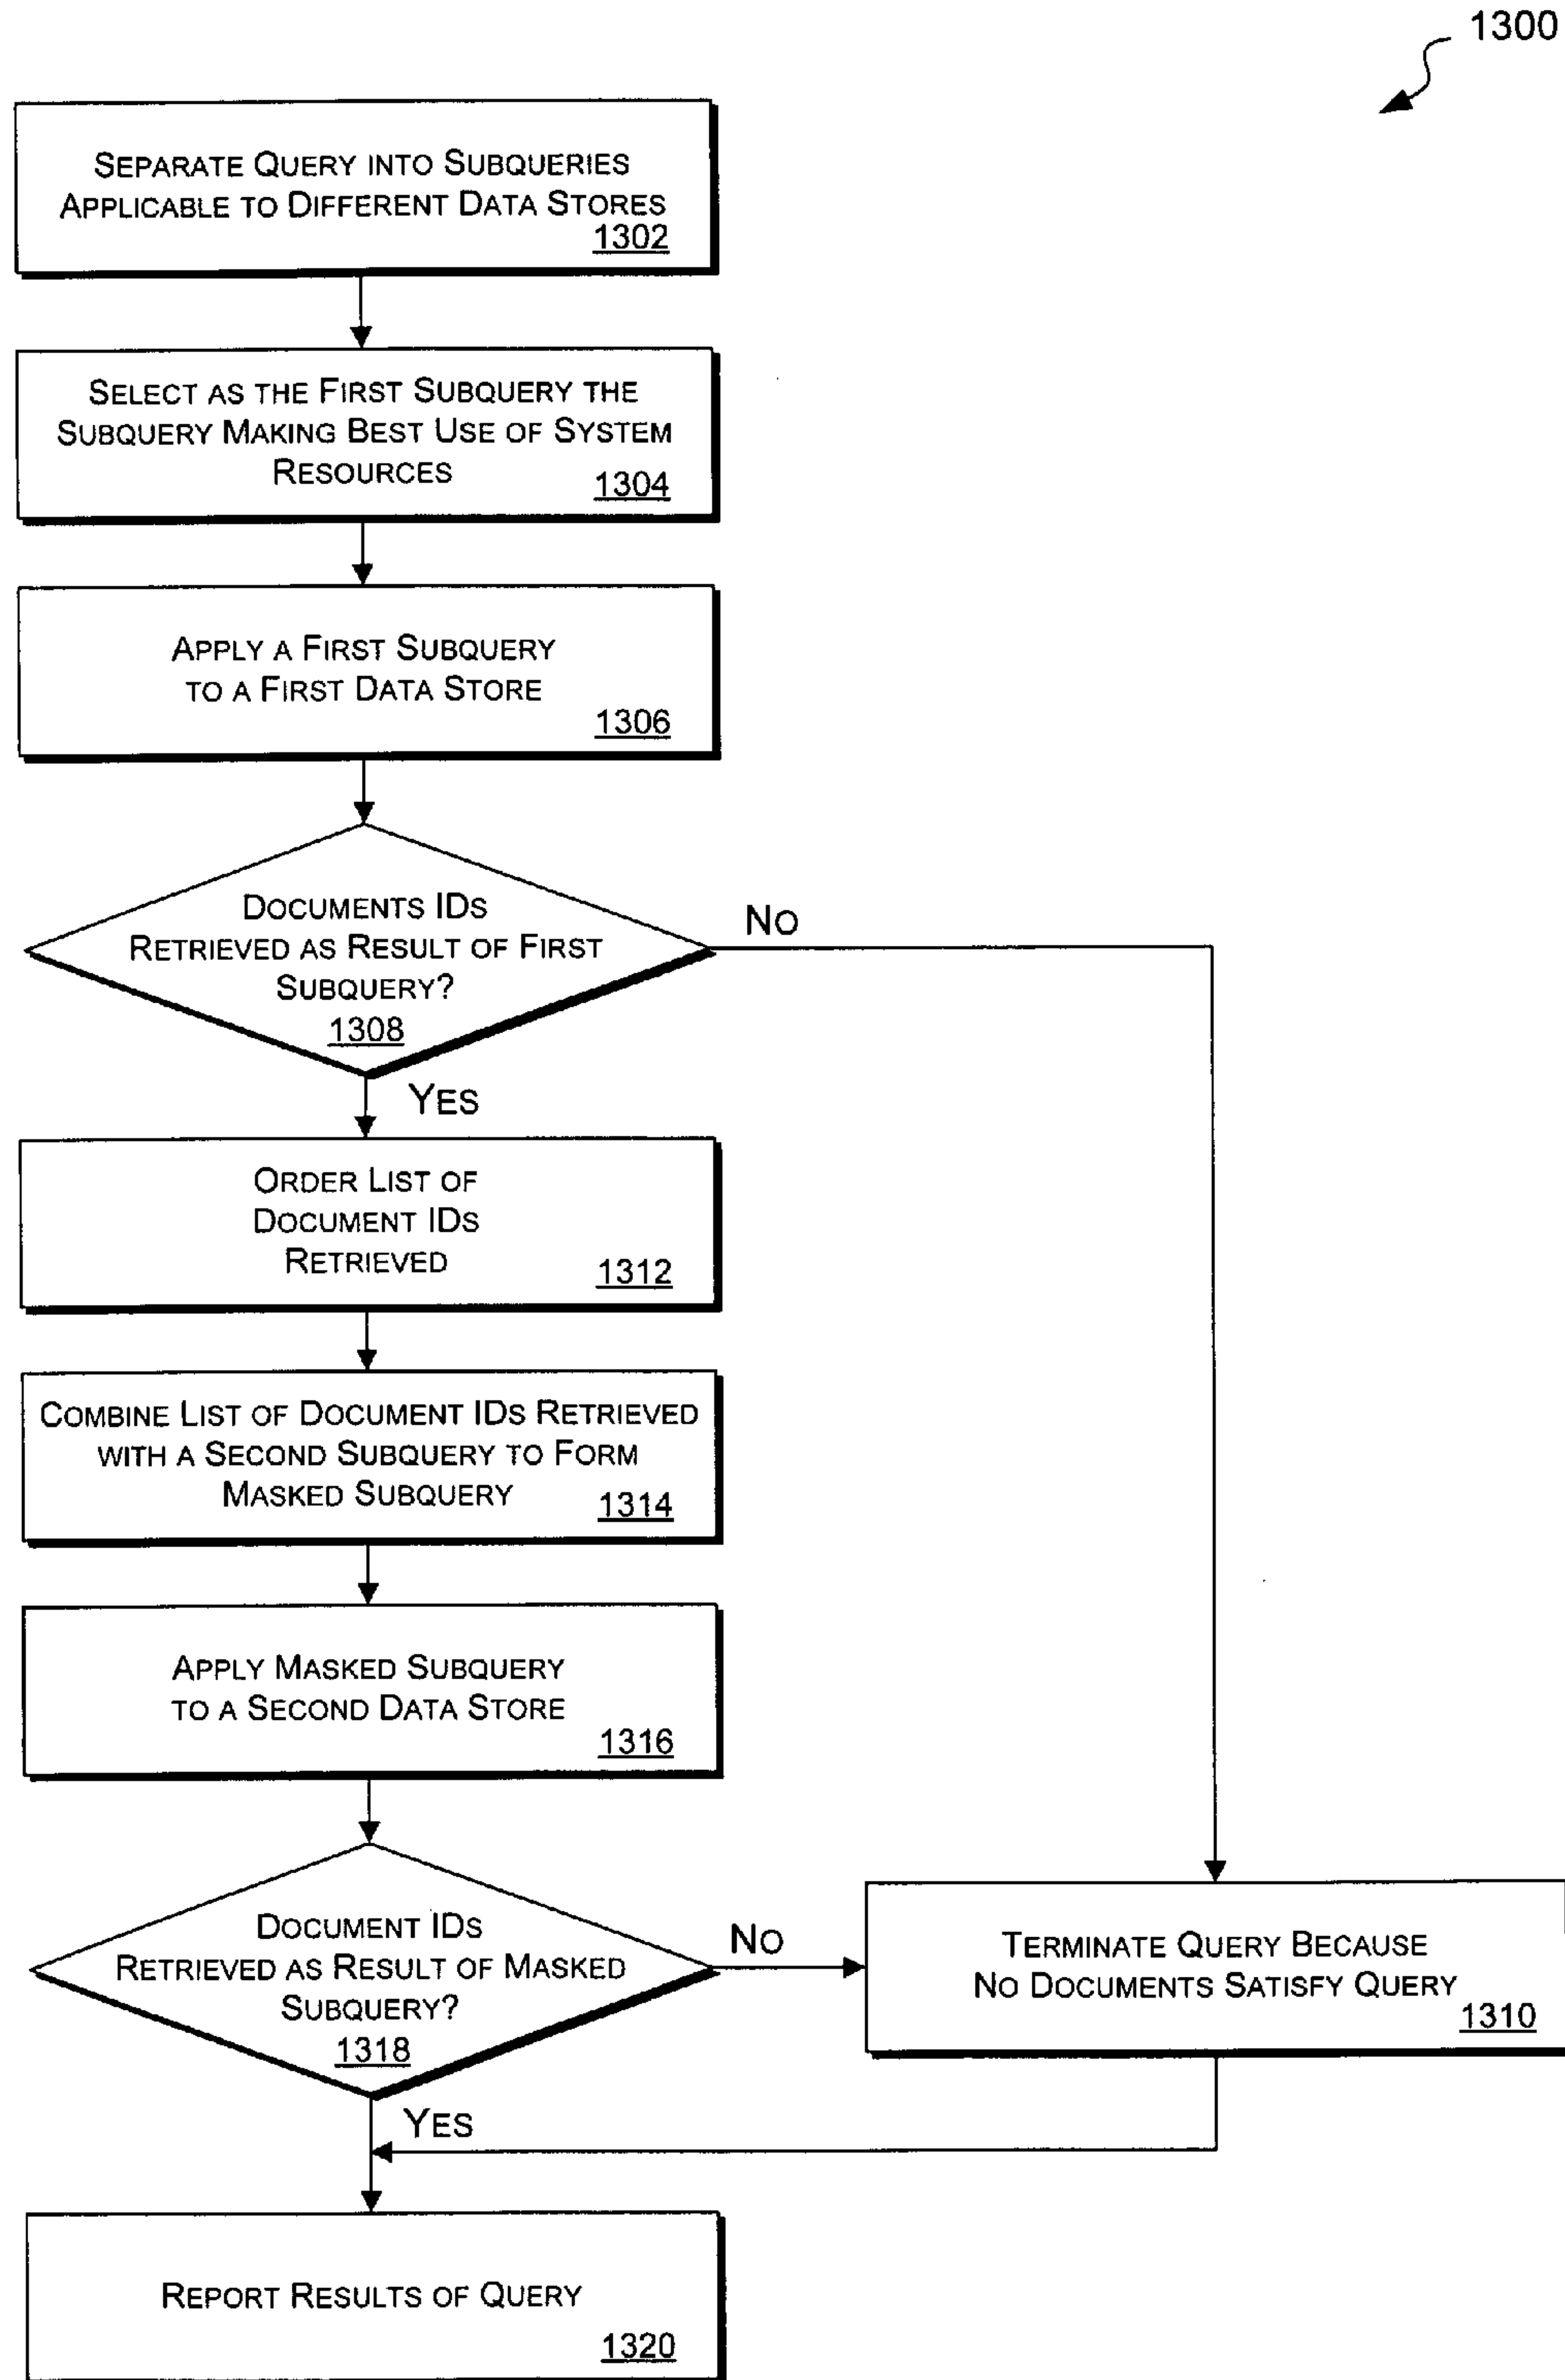 1300
SEPARATE QUERY INTO SUBQUERIES
APPLICABLE TO DIFFERENT DATA STORES
1302
SELECT AS THE FIRST SUBQUERY THE
SUBQUERY MAKING BEST USE OF SYSTEM
RESOURCES
1304
APPLY A FIRST SUBQUERY
TO A FIRST DATA STORE
1306
DOCUMENTS IDS
RETRIEVED AS RESULT OF FIRST
SUBQUERY?
1308
NO
YES
ORDER LIST OF
DOCUMENT IDS
RETRIEVED
1312
COMBINE LIST OF DOCUMENT IDS RETRIEVED
WITH A SECOND SUBQUERY TO FORM
MASKED SUBQUERY
1314
APPLY MASKED SUBQUERY
TO A SECOND DATA STORE
1316
DOCUMENT IDS
RETRIEVED AS RESULT OF MASKED
SUBQUERY?
1318
NO
YES
TERMINATE QUERY BECAUSE
NO DOCUMENTS SATISFY QUERY
1310
REPORT RESULTS OF QUERY
1320